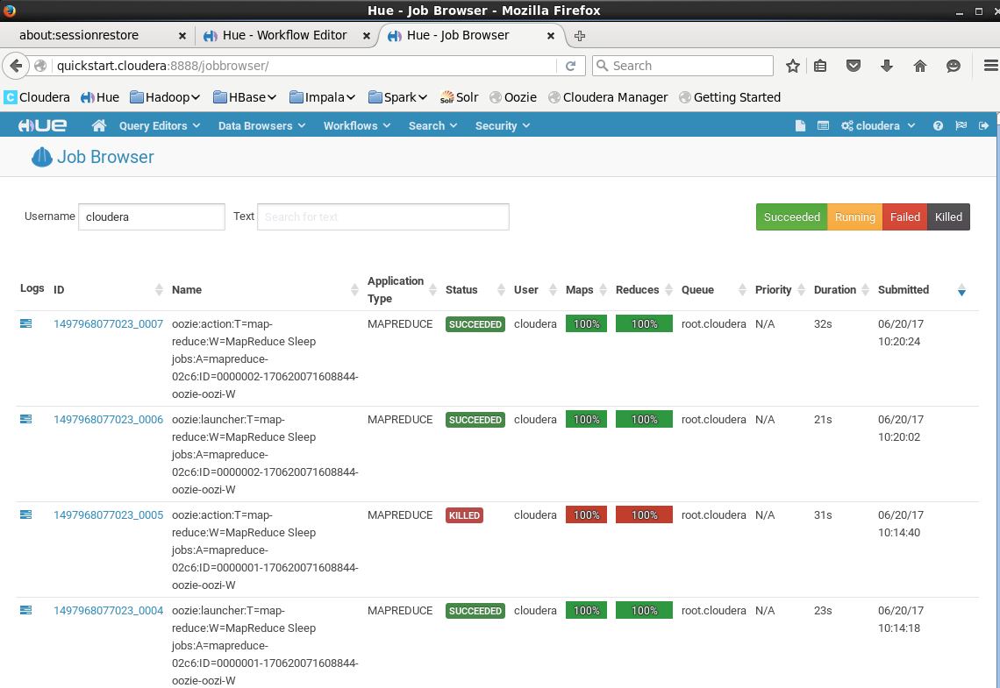 Hue - Job Browser - Mozilla Firefox
about:sessionrestore
Hue - Workflow Editor
Hue - Job Browser
quickstart.cloudera:8888/jobbrowser/
Search
C Cloudera Hue Hadoop HBase Impala Spark Solr Oozie Cloudera Manager Getting Started
HUE Query Editors Data Browsers Workflows Search Security cloudera
Job Browser
Username cloudera Text Search for text Succeeded Running Failed Killed
Logs ID Name Application Type Status User Maps Reduces Queue Priority Duration Submitted
1497968077023_0007 oozie:action:T=map- MAPREDUCE SUCCEEDED cloudera 100% 100% root.cloudera N/A 32s 06/20/17
reduce:W=MapReduce Sleep 10:20:24
jobs:A=mapreduce-
02c6:ID=0000002-170620071608844-
oozie-oozi-W
1497968077023_0006 oozie:launcher:T=map- MAPREDUCE SUCCEEDED cloudera 100% 100% root.cloudera N/A 21s 06/20/17
reduce:W=MapReduce Sleep 10:20:02
jobs:A=mapreduce-
02c6:ID=0000002-170620071608844-
oozie-oozi-W
1497968077023_0005 oozie:action:T=map- MAPREDUCE KILLED cloudera 100% 100% root.cloudera N/A 31s 06/20/17
reduce:W=MapReduce Sleep 10:14:40
jobs:A=mapreduce-
02c6:ID=0000001-170620071608844-
oozie-oozi-W
1497968077023_0004 oozie:launcher:T=map- MAPREDUCE SUCCEEDED cloudera 100% 100% root.cloudera N/A 23s 06/20/17
reduce:W=MapReduce Sleep 10:14:18
jobs:A=mapreduce-
02c6:ID=0000001-170620071608844-
oozie-oozi-W